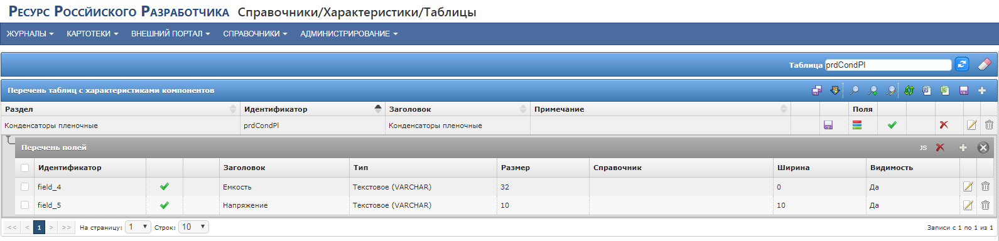 Ресурс Россйиского Разработчика Справочники/Характеристики/Таблицы
ЖУРНАЛЫ КАРТОТЕКИ ВНЕШНИЙ ПОРТАЛ СПРАВОЧНИКИ АДМИНИСТРИРОВАНИЕ
Таблица prdCondPl
Перечень таблиц с характеристиками компонентов
Раздел Идентификатор Заголовок Примечание Поля
Конденсаторы пленочные prdCondPl Конденсаторы пленочные
Перечень полей JS
Идентификатор Заголовок Тип Размер Справочник Ширина Видимость
field_4 Емкость Текстовое (VARCHAR) 32 0 Да
field_5 Напряжение Текстовое (VARCHAR) 10 10 Да
<< < 1 > >> На страницу: 1 Строк: 10 Записи с 1 по 1 из 1